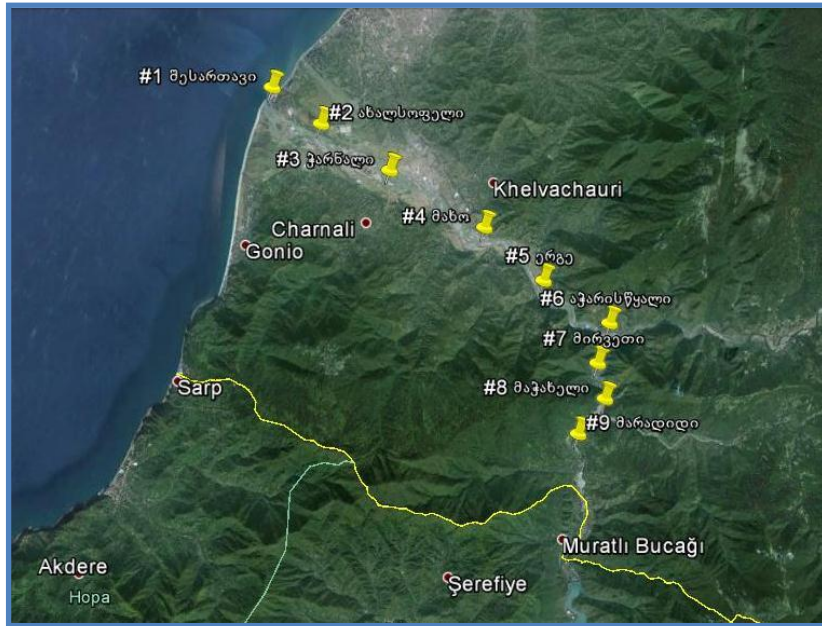 #1 შესართავი
#2 ახალსოფელი
#3 ჭარნალი
Khelvachauri
#4 მახო
Charnali
Gonio
#5 ერგე
#6 აჭარისწყალი
#7 მირვეთი
Sarp
#8 მაჭახელი
#9 მარადიდი
Muratlı Bucağı
Akdere
Şerefiye
Hopa